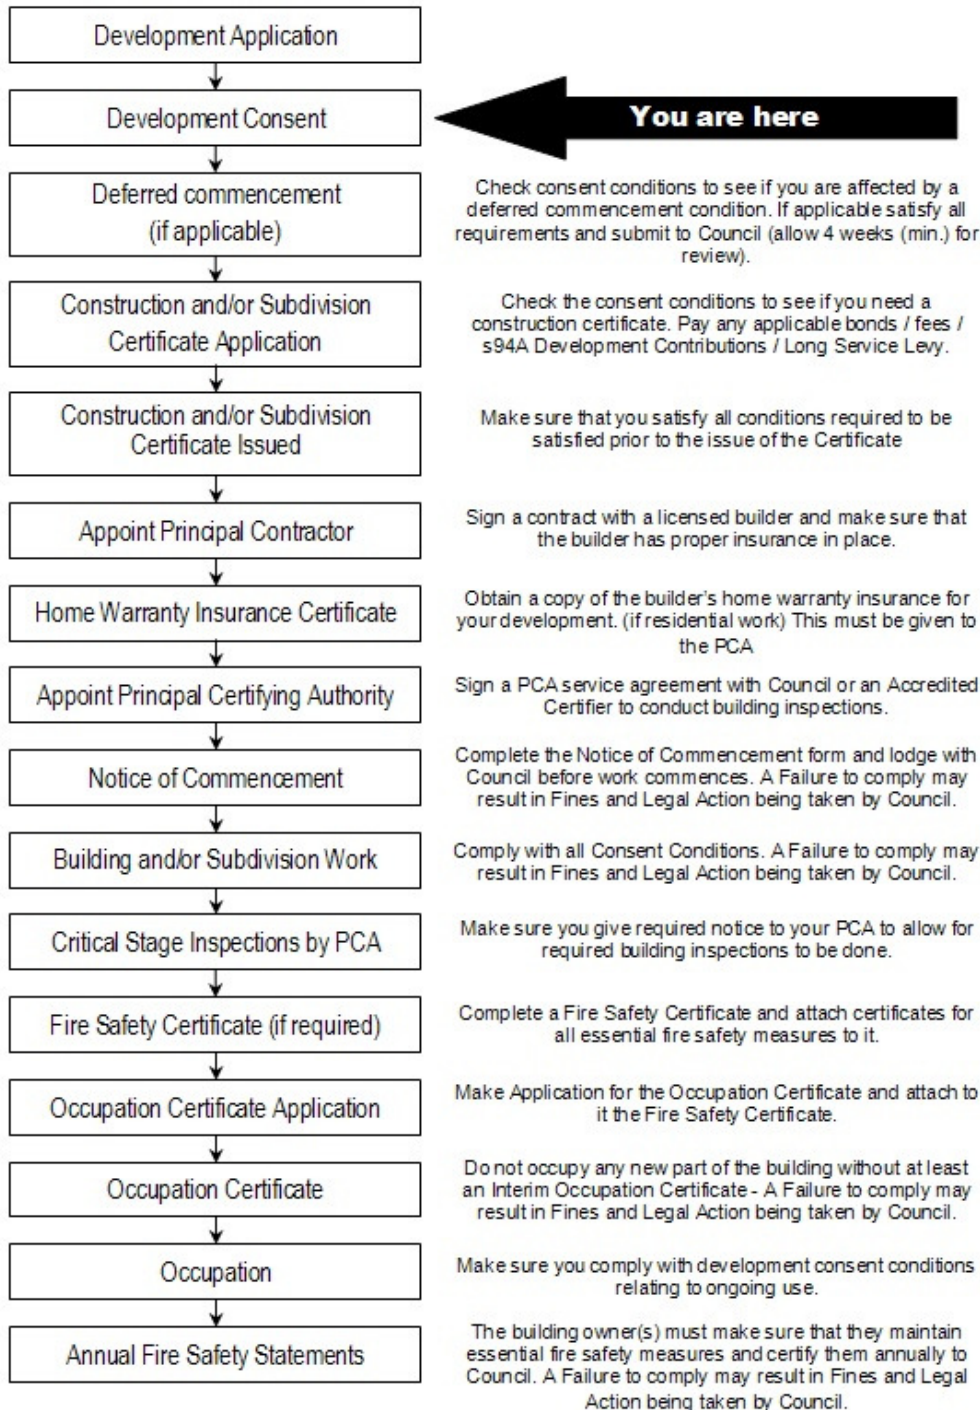 Development Application
Development Consent
You are here
Deferred commencement
(if applicable)
Check consent conditions to see if you are affected by a
deferred commencement condition. If applicable satisfy all
requirements and submit to Council (allow 4 weeks (min.) for
review).
Construction and/or Subdivision
Certificate Application
Check the consent conditions to see if you need a
construction certificate. Pay any applicable bonds / fees /
s94A Development Contributions / Long Service Levy.
Construction and/or Subdivision
Certificate Issued
Make sure that you satisfy all conditions required to be
satisfied prior to the issue of the Certificate
Appoint Principal Contractor
Sign a contract with a licensed builder and make sure that
the builder has proper insurance in place.
Home Warranty Insurance Certificate
Obtain a copy of the builder's home warranty insurance for
your development. (if residential work) This must be given to
the PCA
Appoint Principal Certifying Authority
Sign a PCA service agreement with Council or an Accredited
Certifier to conduct building inspections.
Notice of Commencement
Complete the Notice of Commencement form and lodge with
Council before work commences. A Failure to comply may
result in Fines and Legal Action being taken by Council.
Building and/or Subdivision Work
Comply with all Consent Conditions. A Failure to comply may
result in Fines and Legal Action being taken by Council.
Critical Stage Inspections by PCA
Make sure you give required notice to your PCA to allow for
required building inspections to be done.
Fire Safety Certificate (if required)
Complete a Fire Safety Certificate and attach certificates for
all essential fire safety measures to it.
Occupation Certificate Application
Make Application for the Occupation Certificate and attach to
it the Fire Safety Certificate.
Occupation Certificate
Do not occupy any new part of the building without at least
an Interim Occupation Certificate - A Failure to comply may
result in Fines and Legal Action being taken by Council.
Occupation
Make sure you comply with development consent conditions
relating to ongoing use.
Annual Fire Safety Statements
The building owner(s) must make sure that they maintain
essential fire safety measures and certify them annually to
Council. A Failure to comply may result in Fines and Legal
Action being taken by Council.